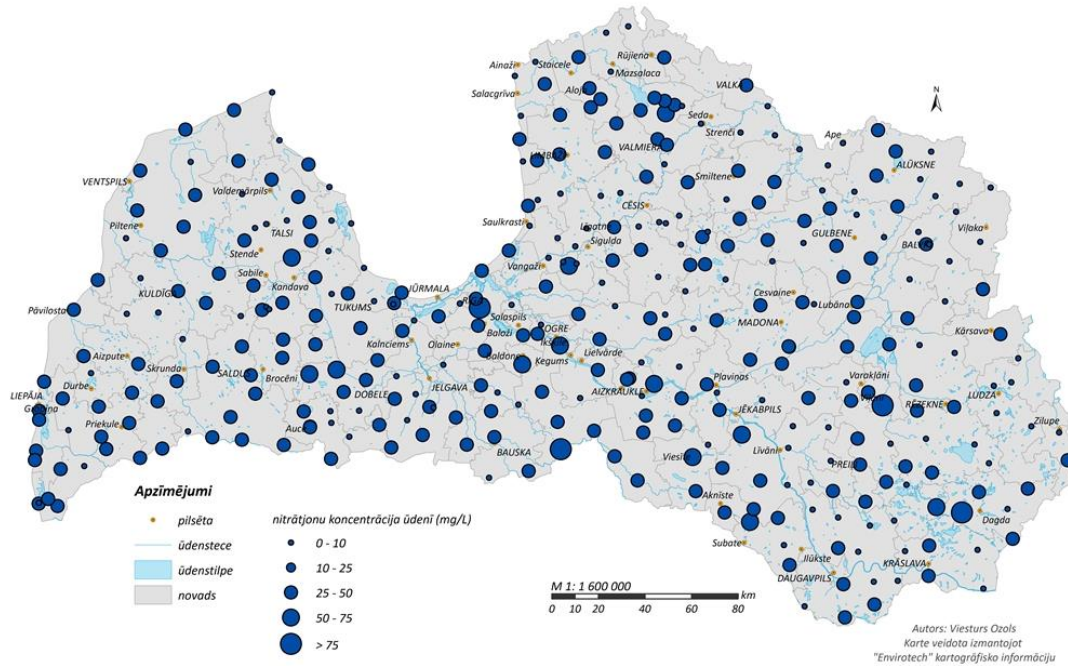 Ainaži
Staicele
Rūjiena
Mazsalaca
Salacgrīva
Aloja
VALKA
Seda
Strenči
Ape
VALMIERA
ALŪKSNE
VENTSPILS
Valdemārpils
Smiltene
CĒSIS
Piltene
TALSI
Saulkrasti
Līgatne
Sigulda
GULBENE
Viļaka
Stende
Vangaži
Sabile
Kandava
KULDĪGA
JŪRMALA
Cesvaine
Lubāna
Pāvilosta
TUKUMS
Salaspils
MADONA
Kārsava
Baloži
OGRE
Kalnciems
Olaine
Aizpute
Baldone
Ķegums
Lielvārde
Skrunda
SALDUS
Brocēni
Pļaviņas
Varakļāni
LIEPĀJA
Durbe
JELGAVA
AIZKRAUKLE
LUDZA
DOBELE
RĒZEKNE
JĒKABPILS
Priekule
Auce
Zilupe
BAUSKA
Līvāni
Viesīte
PREIĻI
Aknīste
Dagda
Subate
Ilūkste
KRĀSLAVA
DAUGAVPILS
N
Apzīmējumi
pilsēta
ūdenstece
ūdenstilpe
novads
nitrātjonu koncentrācija ūdenī (mg/L)
0 - 10
10 - 25
25 - 50
50 - 75
> 75
M 1: 1 600 000
km
0 10 20 40 60 80
Autors: Viesturs Ozols
Karte veidota izmantojot
"Envirotech" kartogrāfisko informāciju